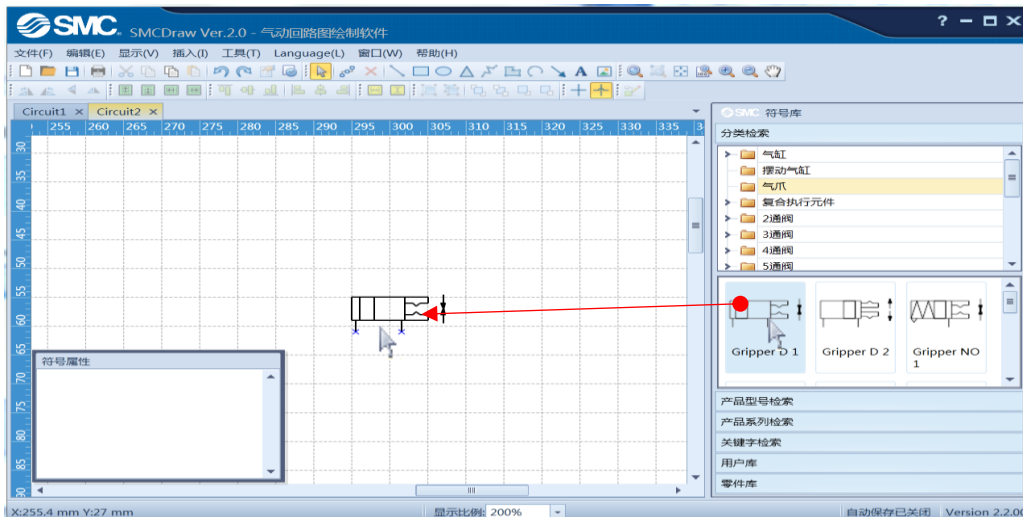 SMC. SMCDraw Ver.2.0 - 气动回路图绘制软件
文件(F) 编辑(E) 显示(V) 插入(I) 工具(T) Language(L) 窗口(W) 帮助(H)
Circuit1 × Circuit2 ×
SMC 符号库
255 260 265 270 275 280 285 290 295 300 305 310 315 320 325 330 335
分类检索
30
35
40
45
50
55
60
65
70
75
80
85
90
气缸
摆动气缸
气爪
复合执行元件
2通阀
3通阀
4通阀
5通阀
Gripper D 1
Gripper D 2
Gripper NO
1
符号属性
产品型号检索
产品系列检索
关键字检索
用户库
零件库
X:255.4 mm Y:27 mm
显示比例: 200%
自动保存已关闭 Version 2.2.00